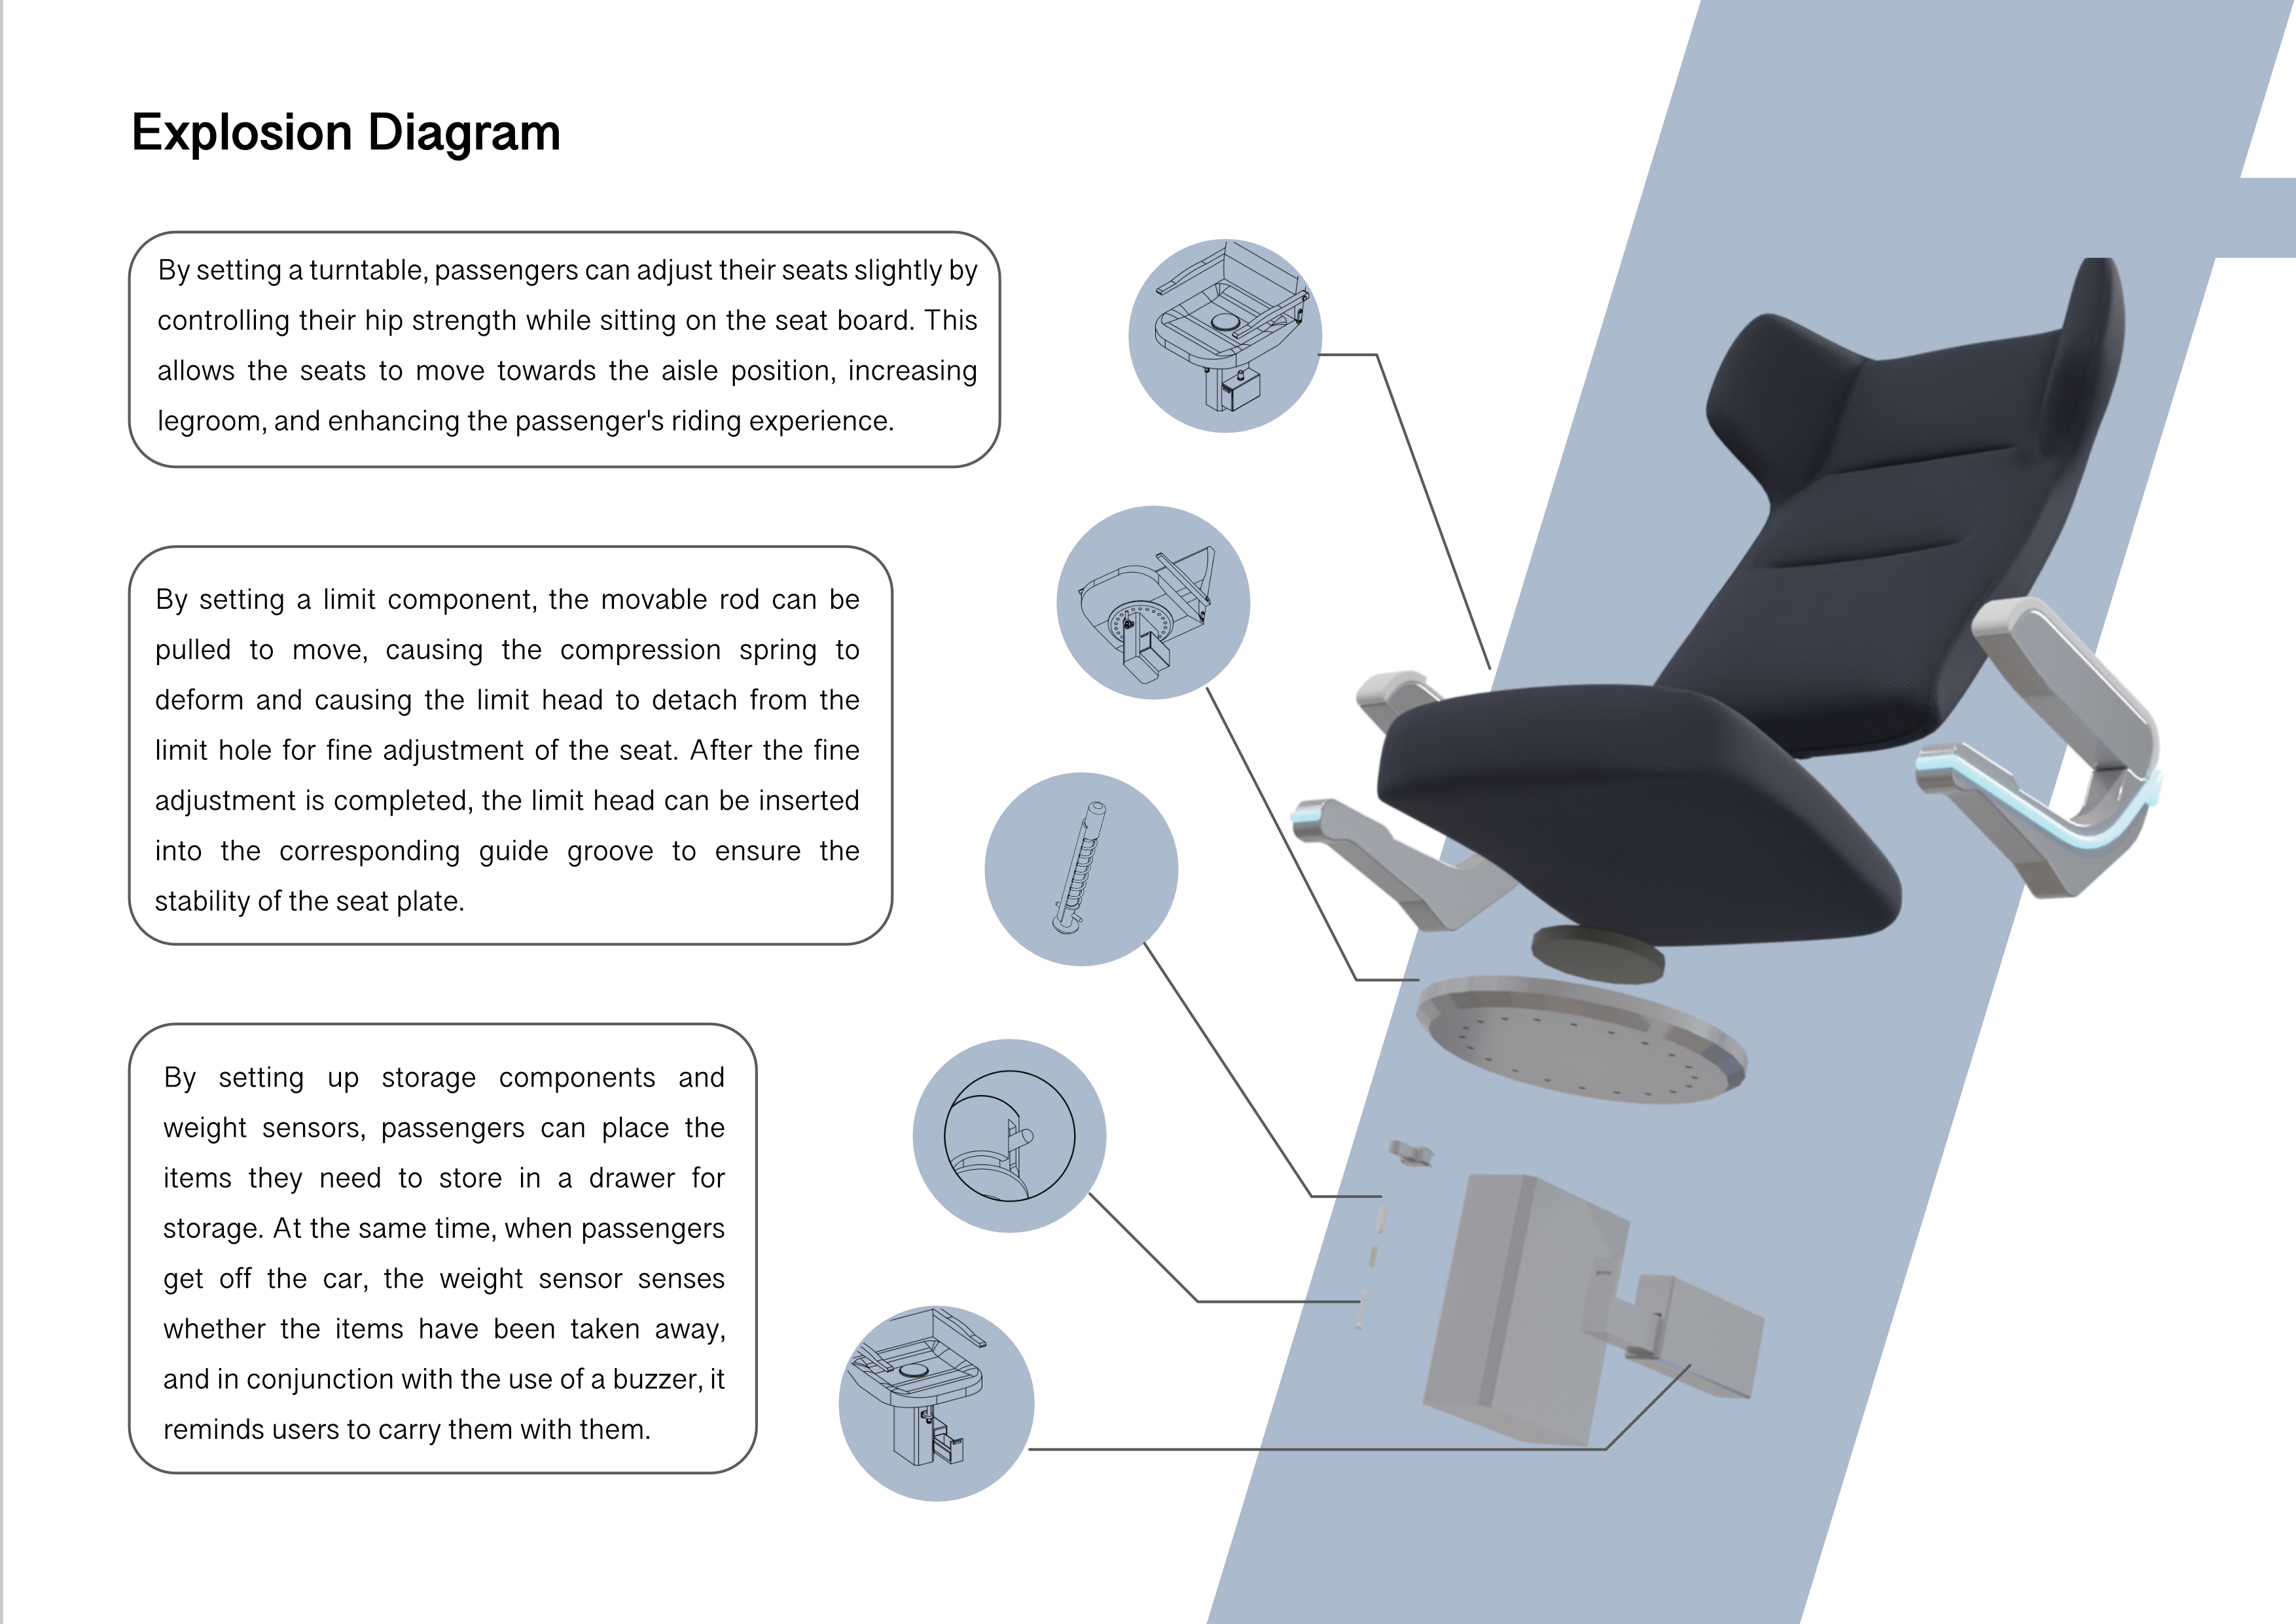 Explosion Diagram
By setting a turntable, passengers can adjust their seats slightly by
controlling their hip strength while sitting on the seat board. This
allows the seats to move towards the aisle position, increasing
legroom, and enhancing the passenger's riding experience.
By setting a limit component, the movable rod can be
pulled to move, causing the compression spring to
deform and causing the limit head to detach from the
limit hole for fine adjustment of the seat. After the fine
adjustment is completed, the limit head can be inserted
into the corresponding guide groove to ensure the
stability of the seat plate.
By setting up storage components and
weight sensors, passengers can place the
items they need to store in a drawer for
storage. At the same time, when passengers
get off the car, the weight sensor senses
whether the items have been taken away,
and in conjunction with the use of a buzzer, it
reminds users to carry them with them.